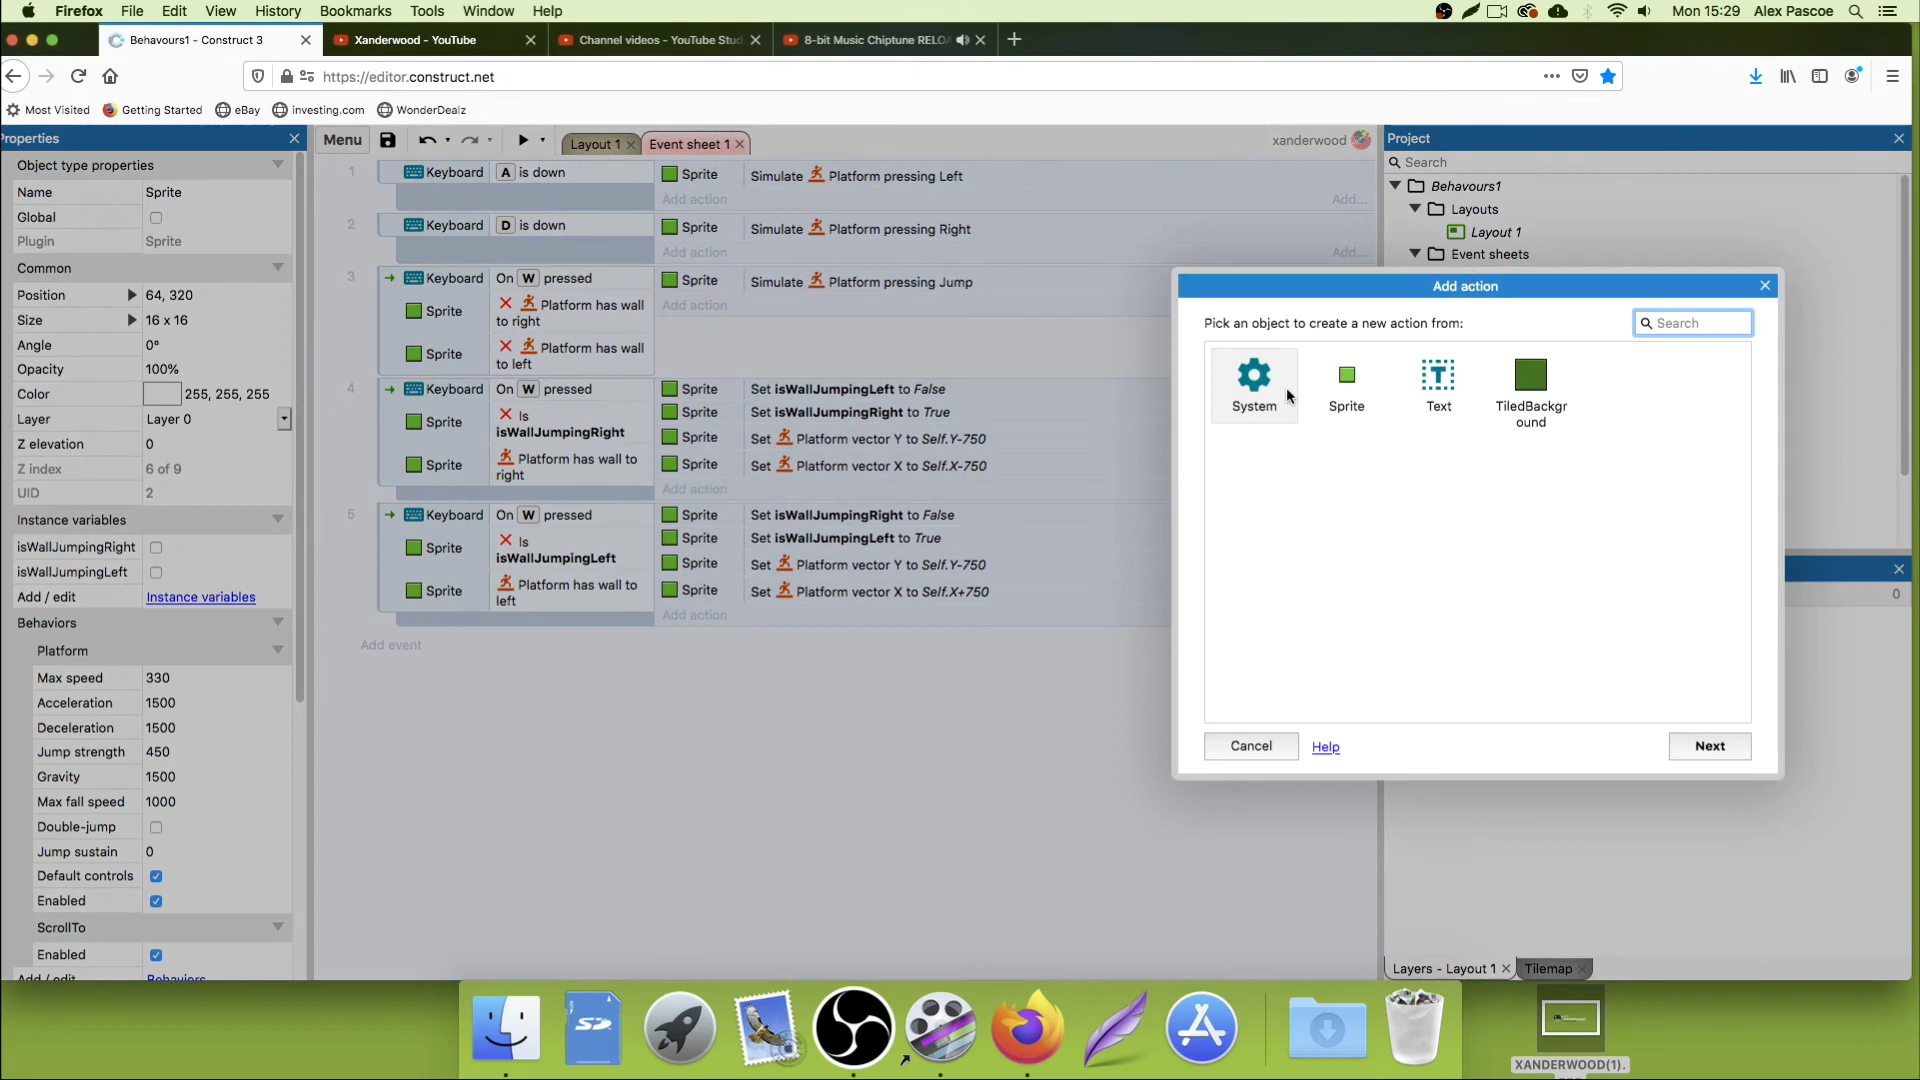 Firefox File Edit View History Bookmarks Tools Window Help Mon 15:29 Alex Pascoe
Behavours1 - Construct 3 Xanderwood - YouTube Channel videos - YouTube Stud 8-bit Music Chiptune RELOA
https://editor.construct.net
Most Visited Getting Started eBay investing.com WonderDealz
Properties
Object type properties
Name Sprite
Global
Plugin Sprite
Common
Position 64, 320
Size 16 x 16
Angle 0°
Opacity 100%
Color 255, 255, 255
Layer Layer 0
Z elevation 0
Z index 6 of 9
UID 2
Instance variables
isWallJumpingRight
isWallJumpingLeft
Add / edit Instance variables
Behaviors
Platform
Max speed 330
Acceleration 1500
Deceleration 1500
Jump strength 450
Gravity 1500
Max fall speed 1000
Double-jump
Jump sustain 0
Default controls
Enabled
ScrollTo
Enabled
Add / edit Behaviors
Menu Layout 1 Event sheet 1 xanderwood
1 Keyboard A is down Sprite Simulate Platform pressing Left
Add action Add...
2 Keyboard D is down Sprite Simulate Platform pressing Right
Add action Add...
3 Keyboard On W pressed Sprite Simulate Platform pressing Jump
Sprite Platform has wall to right Add action
Sprite Platform has wall to left
4 Keyboard On W pressed Sprite Set isWallJumpingLeft to False
Sprite Is isWallJumpingRight Sprite Set isWallJumpingRight to True
Sprite Set Platform vector Y to Self.Y-750
Sprite Platform has wall to right Sprite Set Platform vector X to Self.X-750
Add action
5 Keyboard On W pressed Sprite Set isWallJumpingRight to False
Sprite Is isWallJumpingLeft Sprite Set isWallJumpingLeft to True
Sprite Set Platform vector Y to Self.Y-750
Sprite Platform has wall to left Sprite Set Platform vector X to Self.X+750
Add action
Add event
Project
Search
Behavours1
Layouts
Layout 1
Event sheets
0
Layers - Layout 1 Tilemap
Add action
Pick an object to create a new action from: Search
System Sprite Text TiledBackgr
ound
Cancel Help Next
SD
XANDERWOOD(1).